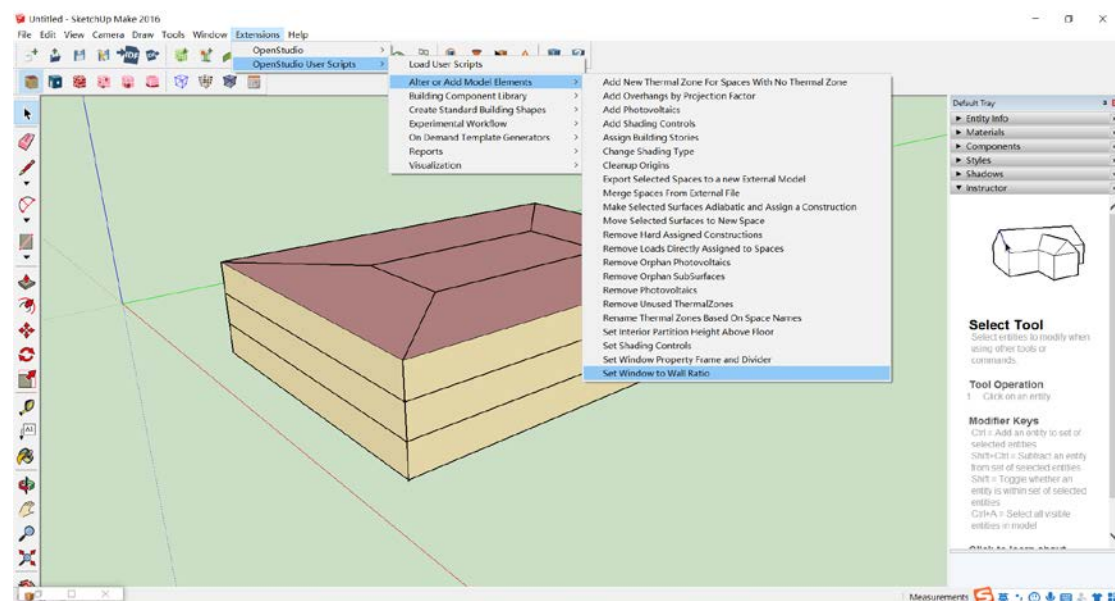 Untitled - SketchUp Make 2016
File Edit View Camera Draw Tools Window Extensions Help
OpenStudio
OpenStudio User Scripts
Load User Scripts
Alter or Add Model Elements
Building Component Library
Create Standard Building Shapes
Experimental Workflow
On Demand Template Generators
Reports
Visualization
Add New Thermal Zone For Spaces With No Thermal Zone
Add Overhangs by Projection Factor
Add Photovoltaics
Add Shading Controls
Assign Building Stories
Change Shading Type
Cleanup Origins
Export Selected Spaces to a new External Model
Merge Spaces From External File
Make Selected Surfaces Adiabatic and Assign a Construction
Move Selected Surfaces to New Space
Remove Hard Assigned Constructions
Remove Loads Directly Assigned to Spaces
Remove Orphan Photovoltaics
Remove Orphan SubSurfaces
Remove Photovoltaics
Remove Unused ThermalZones
Rename Thermal Zones Based On Space Names
Set Interior Partition Height Above Floor
Set Shading Controls
Set Window Property Frame and Divider
Set Window to Wall Ratio
Default Tray
Entity Info
Materials
Components
Styles
Shadows
Instructor
Select Tool
Select entities to modify when
using other tools or
commands.
Tool Operation
1 Click on an entity
Modifier Keys
Ctrl = Add an entity to set of
selected entities
Shift+Ctrl = Subtract an entity
from set of selected entities
Shift = Toggle whether an
entity is within set of selected
entities
Ctrl+A = Select all visible
entities in model
Click to learn about
Measurements
英